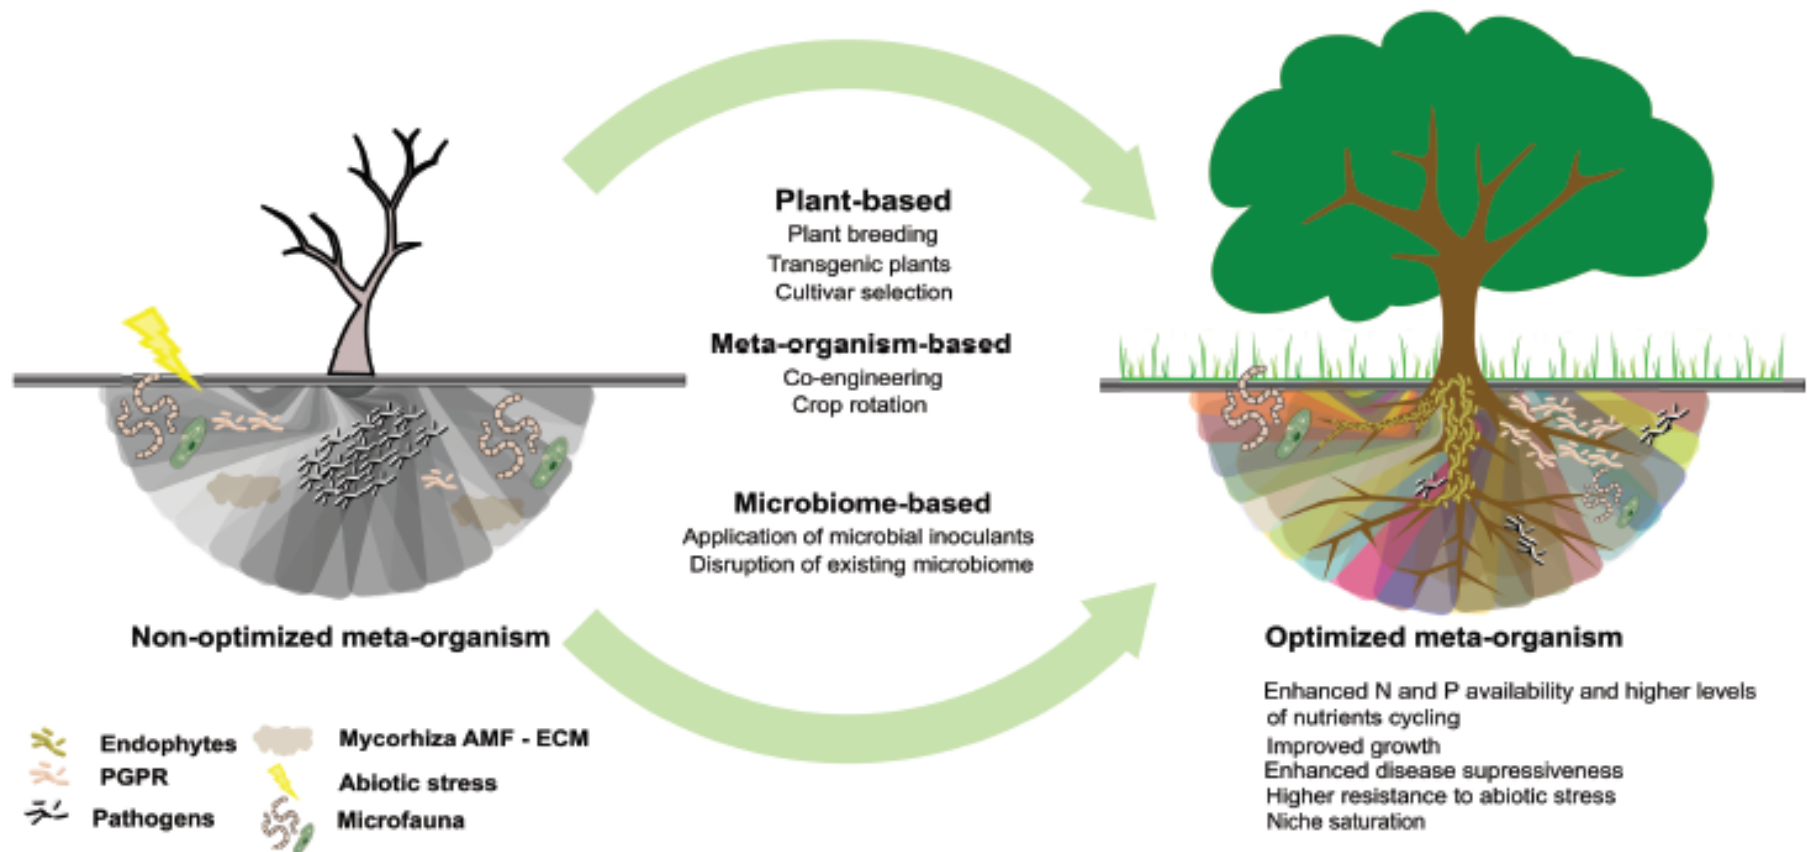 Plant-based
Plant breeding
Transgenic plants
Cultivar selection
Meta-organism-based
Co-engineering
Crop rotation
Microbiome-based
Application of microbial inoculants
Disruption of existing microbiome
Non-optimized meta-organism
Optimized meta-organism
Enhanced N and P availability and higher levels
of nutrients cycling
Improved growth
Enhanced disease supressiveness
Higher resistance to abiotic stress
Niche saturation
Endophytes
PGPR
Pathogens
Mycorhiza AMF - ECM
Abiotic stress
Microfauna